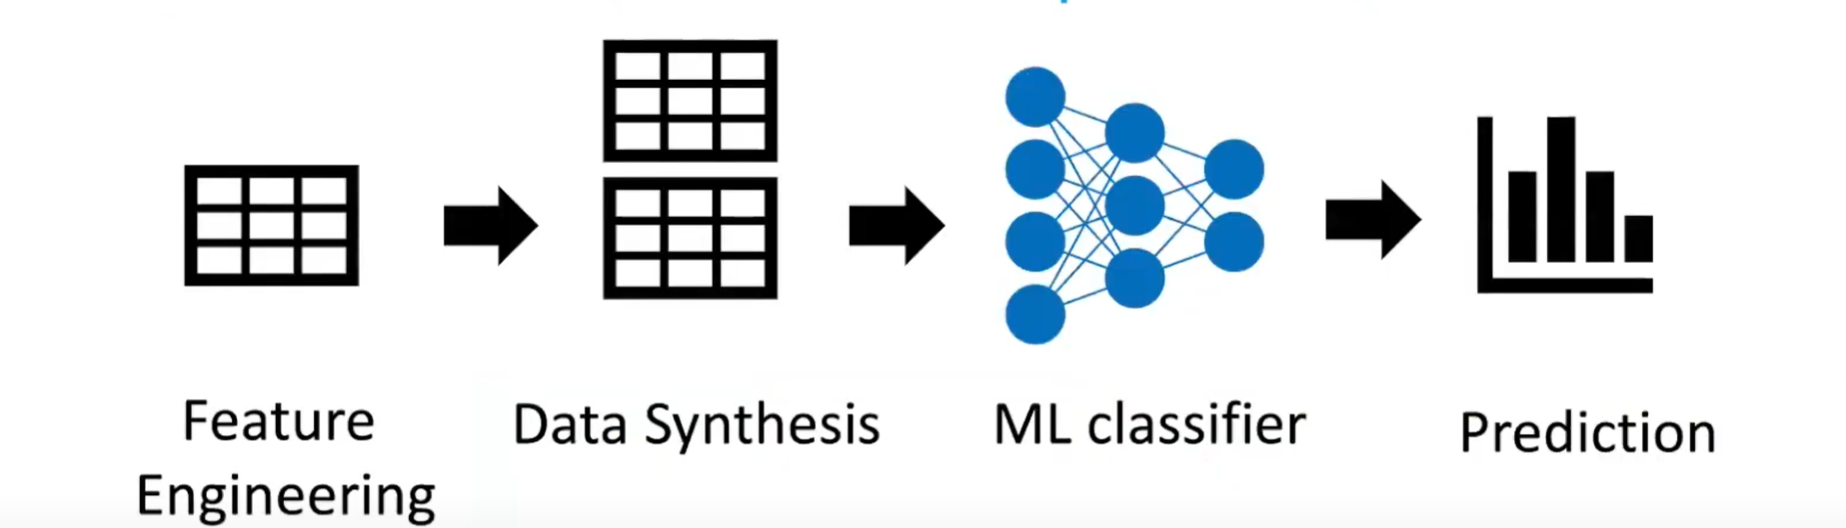 Feature
Engineering
Data Synthesis
ML classifier
Prediction